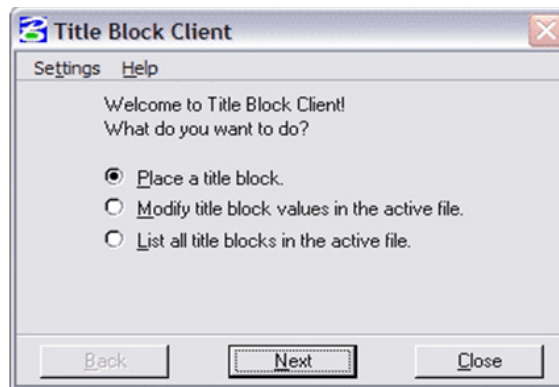 Title Block Client
Settings Help
Welcome to Title Block Client!
What do you want to do?
Place a title block.
Modify title block values in the active file.
List all title blocks in the active file.
Back Next Close